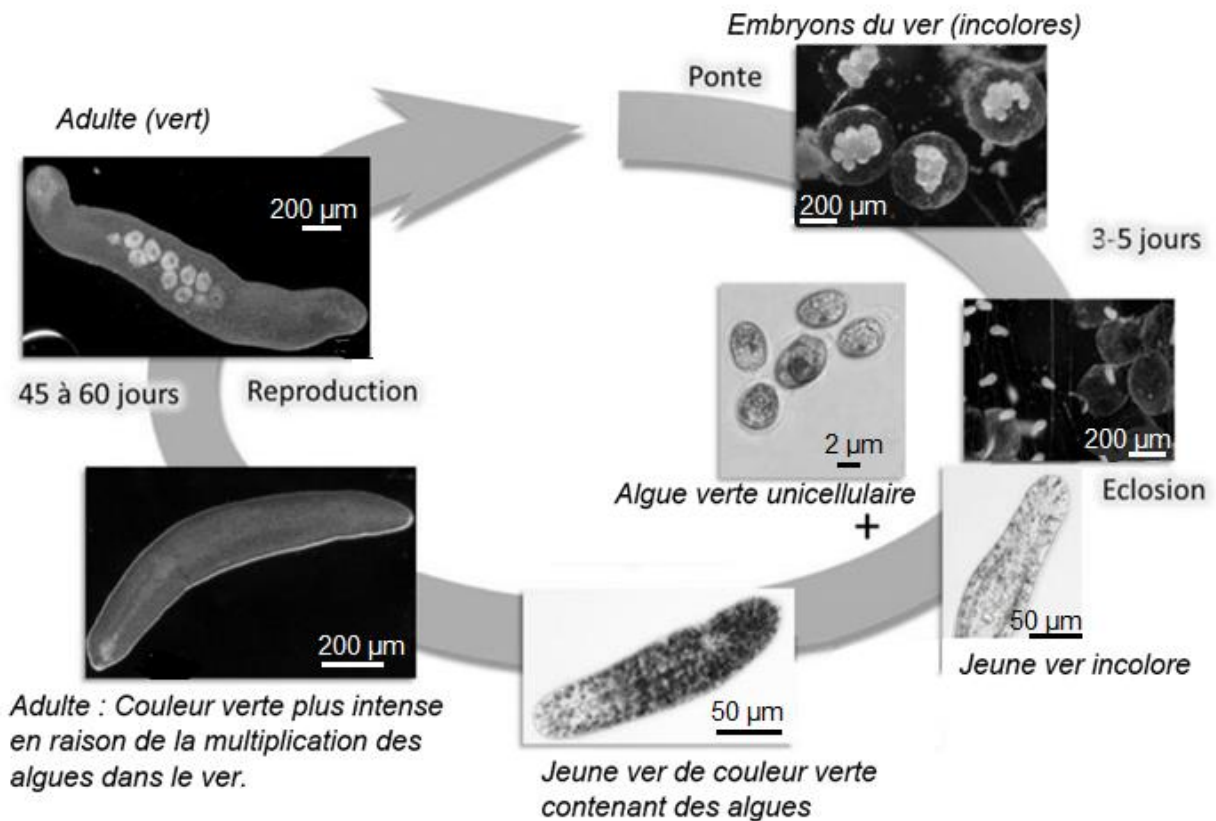 Embryons du ver (incolores)
Ponte
200 µm
3-5 jours
200 µm
Eclosion
50 µm
Jeune ver incolore
2 µm
Algue verte unicellulaire
+
50 µm
Jeune ver de couleur verte
contenant des algues
200 µm
Adulte : Couleur verte plus intense
en raison de la multiplication des
algues dans le ver.
45 à 60 jours
Reproduction
Adulte (vert)
200 µm